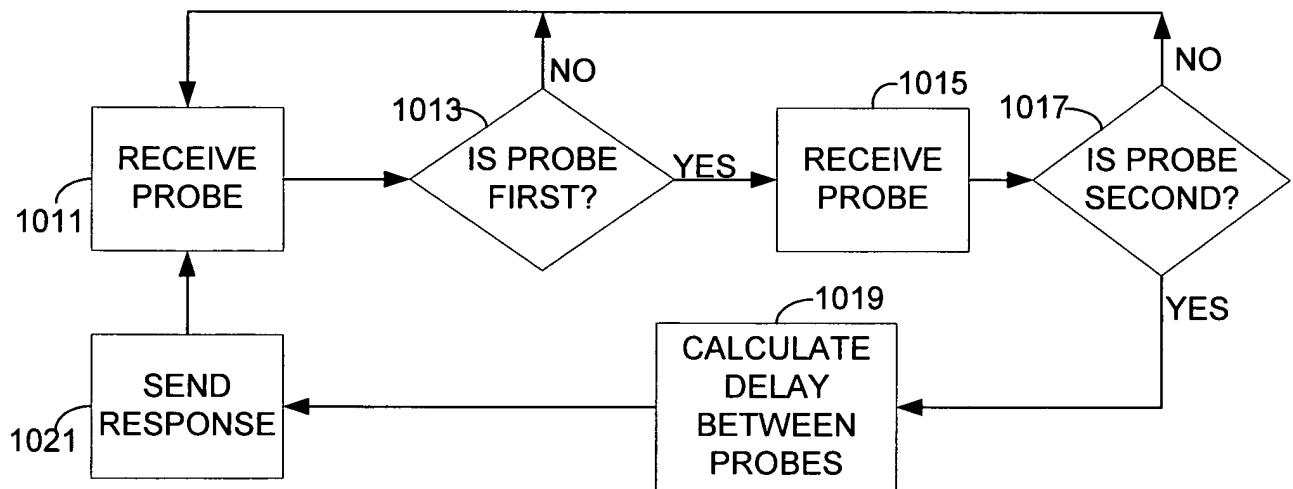 NO
NO
1013
1015
1017
RECEIVE
PROBE
IS PROBE
FIRST?
YES
RECEIVE
PROBE
IS PROBE
SECOND?
1011
1019
YES
SEND
RESPONSE
CALCULATE
DELAY
BETWEEN
PROBES
1021